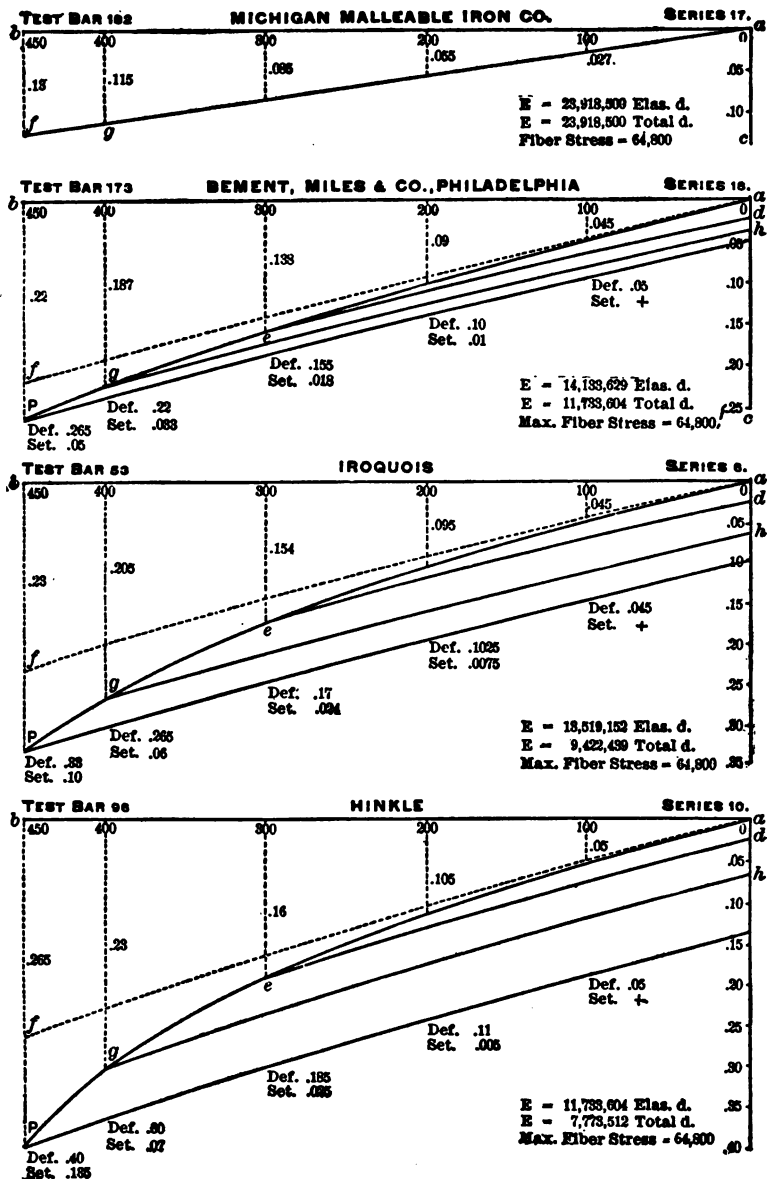 TEST BAR 182 MICHIGAN MALLEABLE IRON CO. SERIES 17.
b 450 400 300 200 100 0 a
.13 .115 .085 .055 .027. .05
E = 23,918,500 Elas. d. .10
f g E = 23,918,500 Total d.
Fiber Stress = 64,800 c
TEST BAR 173 BEMENT, MILES & CO., PHILADELPHIA SERIES 18.
b 450 400 300 200 100 0 a
d
.045 h
.22 .187 .133 .09 .05
Def. .05 .10
Set. +
Def. .10 .15
e Set. .01
Def. .155 .20
f g Set. .018 E = 14,133,629 Elas. d.
P Def. .22 E = 11,733,604 Total d. .25
Def. .265 Set. .033 Max. Fiber Stress = 64,800. f c
Set. .05
TEST BAR 53 IROQUOIS SERIES 6.
b 450 400 300 200 100 0 a
d
.045 .05
.23 .205 .154 .095 h
.10
Def. .045 .15
e Set. +
Def. .1025 .20
f Set. .0075
g Def. .17 .25
Set. .024
P Def. .265 E = 13,519,152 Elas. d. .30
Set. .06 E = 9,422,439 Total d.
Def. .33 Max. Fiber Stress = 64,800 .35
Set. .10
TEST BAR 96 HINKLE SERIES 10.
b 450 400 300 200 100 0 a
d
.05 .05
.265 .23 .16 .105 h
.10
.15
e Def. .05 .20
Set. +
f Def. .11 .25
Set. .005
g Def. .185 .30
Set.
E = 11,733,604 Elas. d. .35
P Def. E = 7,773,512 Total d.
Set. Max. Fiber Stress = 64,800 .40
Def. .40
Set. .135